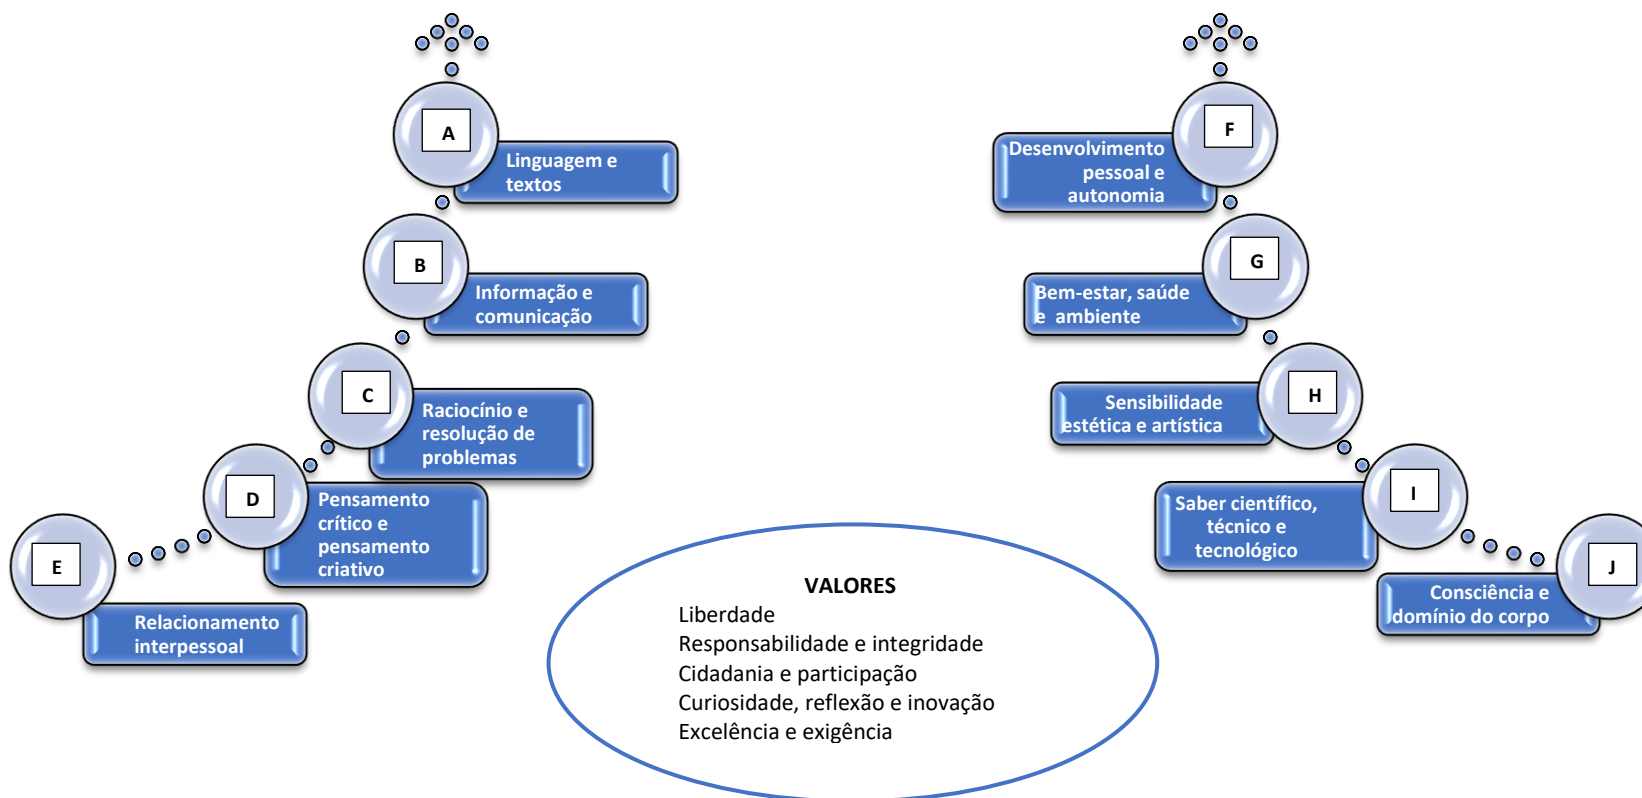 A
Linguagem e
textos
B
Informação e
comunicação
C
Raciocínio e
resolução de
problemas
D
Pensamento
crítico e
pensamento
criativo
E
Relacionamento
interpessoal
F
Desenvolvimento
pessoal e
autonomia
G
Bem-estar, saúde
e ambiente
H
Sensibilidade
estética e artística
I
Saber científico,
técnico e
tecnológico
J
Consciência e
domínio do corpo
VALORES
Liberdade
Responsabilidade e integridade
Cidadania e participação
Curiosidade, reflexão e inovação
Excelência e exigência